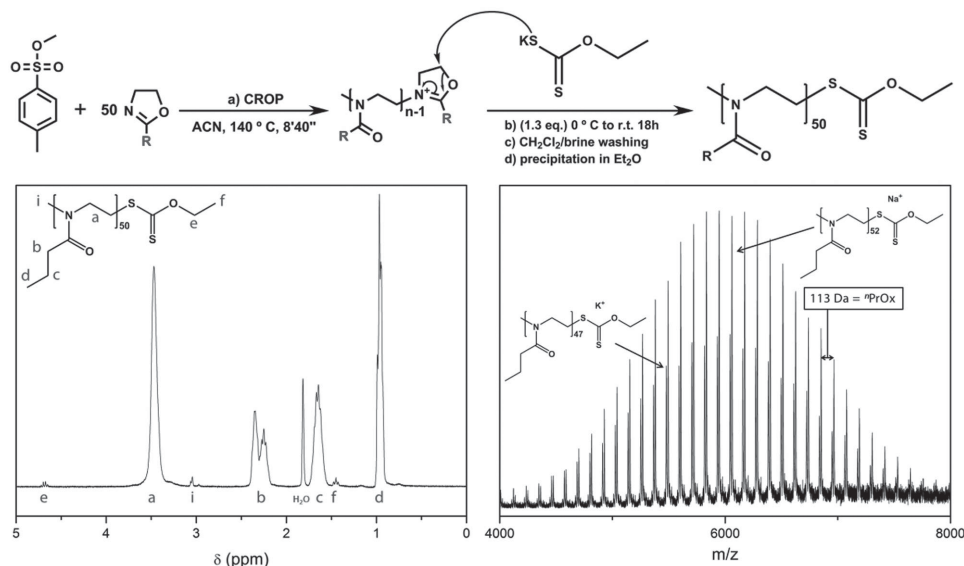 O
O=S=O
+
50
N
O
R
a) CROP
ACN, 140 º C, 8'40''
N
n-1
N⁺
O
R
R
O
KS
O
S
b) (1.3 eq.) 0 º C to r.t. 18h
c) CH₂Cl₂/brine washing
d) precipitation in Et₂O
N
50
S
O
S
R
O
i
N
a
50
S
O
f
e
S
b
O
d
c
e
a
i
b
H₂O
c
f
d
5
4
3
2
1
0
δ (ppm)
Na⁺
N
52
S
O
S
O
113 Da = ⁿPrOx
K⁺
N
47
S
O
S
O
4000
6000
8000
m/z